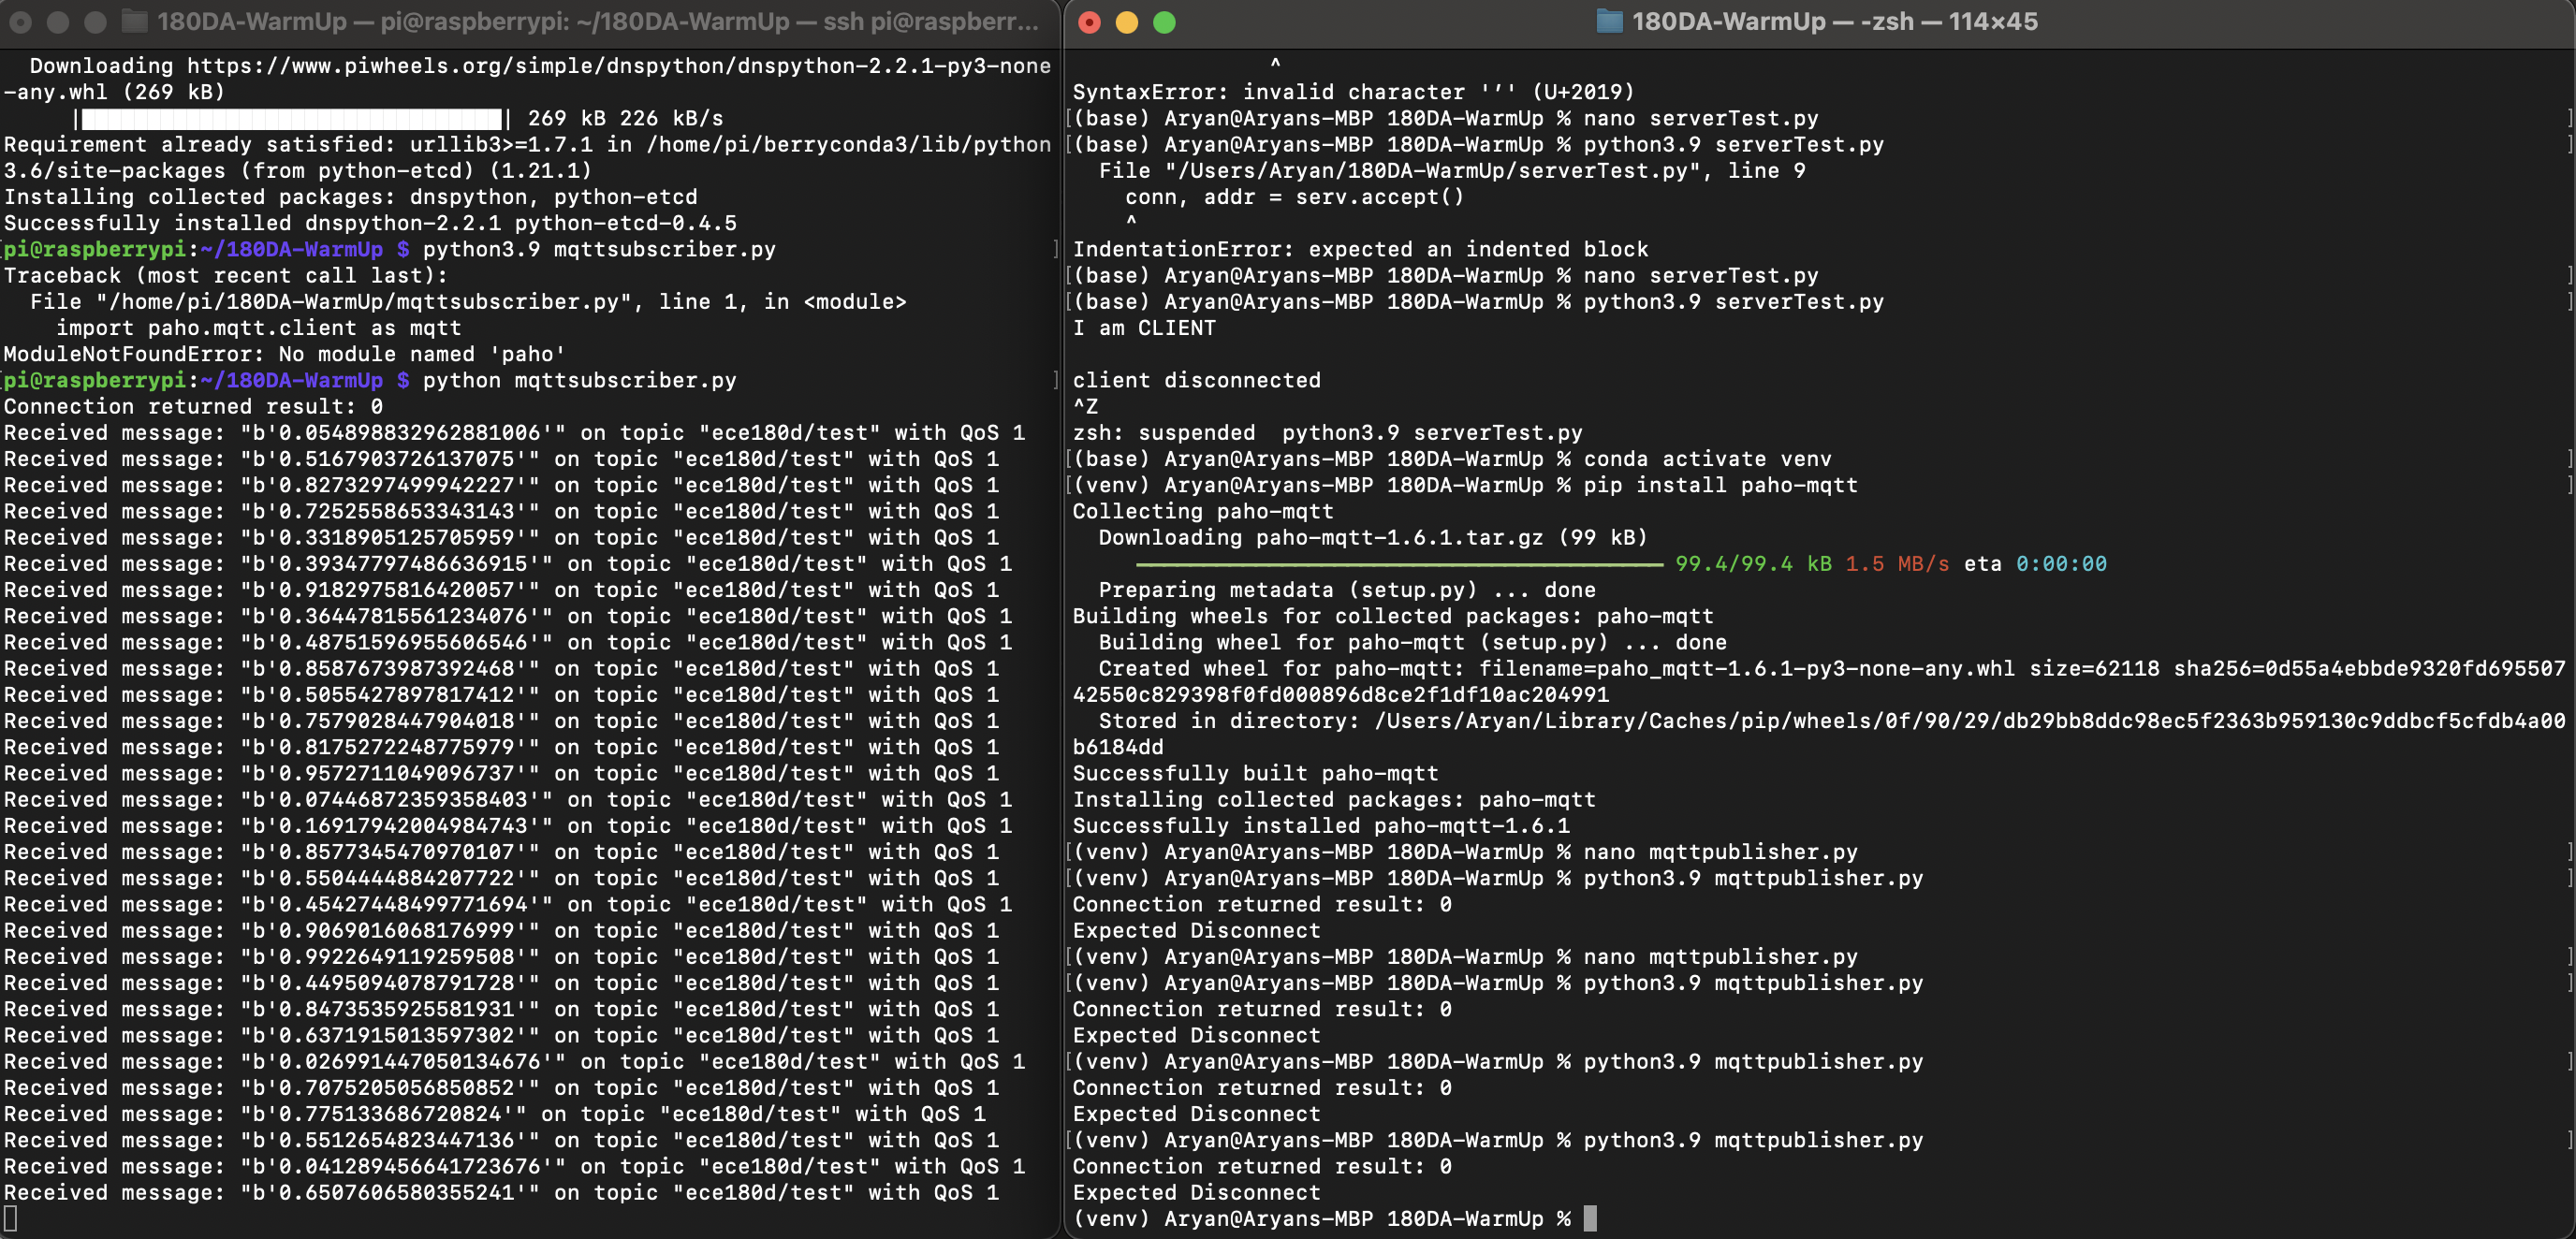 180DA-WarmUp — pi@raspberrypi: ~/180DA-WarmUp — ssh pi@raspberr...
  Downloading https://www.piwheels.org/simple/dnspython/dnspython-2.2.1-py3-none
-any.whl (269 kB)
     |████████████████████████████████| 269 kB 226 kB/s
Requirement already satisfied: urllib3>=1.7.1 in /home/pi/berryconda3/lib/python
3.6/site-packages (from python-etcd) (1.21.1)
Installing collected packages: dnspython, python-etcd
Successfully installed dnspython-2.2.1 python-etcd-0.4.5
[pi@raspberrypi:~/180DA-WarmUp $ python3.9 mqttsubscriber.py ]
Traceback (most recent call last):
  File "/home/pi/180DA-WarmUp/mqttsubscriber.py", line 1, in <module>
    import paho.mqtt.client as mqtt
ModuleNotFoundError: No module named 'paho'
[pi@raspberrypi:~/180DA-WarmUp $ python mqttsubscriber.py ]
Connection returned result: 0
Received message: "b'0.054898832962881006'" on topic "ece180d/test" with QoS 1
Received message: "b'0.5167903726137075'" on topic "ece180d/test" with QoS 1
Received message: "b'0.8273297499942227'" on topic "ece180d/test" with QoS 1
Received message: "b'0.7252558653343143'" on topic "ece180d/test" with QoS 1
Received message: "b'0.3318905125705959'" on topic "ece180d/test" with QoS 1
Received message: "b'0.39347797486636915'" on topic "ece180d/test" with QoS 1
Received message: "b'0.9182975816420057'" on topic "ece180d/test" with QoS 1
Received message: "b'0.36447815561234076'" on topic "ece180d/test" with QoS 1
Received message: "b'0.48751596955606546'" on topic "ece180d/test" with QoS 1
Received message: "b'0.8587673987392468'" on topic "ece180d/test" with QoS 1
Received message: "b'0.5055427897817412'" on topic "ece180d/test" with QoS 1
Received message: "b'0.7579028447904018'" on topic "ece180d/test" with QoS 1
Received message: "b'0.8175272248775979'" on topic "ece180d/test" with QoS 1
Received message: "b'0.9572711049096737'" on topic "ece180d/test" with QoS 1
Received message: "b'0.07446872359358403'" on topic "ece180d/test" with QoS 1
Received message: "b'0.16917942004984743'" on topic "ece180d/test" with QoS 1
Received message: "b'0.8577345470970107'" on topic "ece180d/test" with QoS 1
Received message: "b'0.5504444884207722'" on topic "ece180d/test" with QoS 1
Received message: "b'0.45427448499771694'" on topic "ece180d/test" with QoS 1
Received message: "b'0.9069016068176999'" on topic "ece180d/test" with QoS 1
Received message: "b'0.9922649119259508'" on topic "ece180d/test" with QoS 1
Received message: "b'0.4495094078791728'" on topic "ece180d/test" with QoS 1
Received message: "b'0.8473535925581931'" on topic "ece180d/test" with QoS 1
Received message: "b'0.6371915013597302'" on topic "ece180d/test" with QoS 1
Received message: "b'0.026991447050134676'" on topic "ece180d/test" with QoS 1
Received message: "b'0.7075205056850852'" on topic "ece180d/test" with QoS 1
Received message: "b'0.775133686720824'" on topic "ece180d/test" with QoS 1
Received message: "b'0.5512654823447136'" on topic "ece180d/test" with QoS 1
Received message: "b'0.041289456641723676'" on topic "ece180d/test" with QoS 1
Received message: "b'0.6507606580355241'" on topic "ece180d/test" with QoS 1
180DA-WarmUp — -zsh — 114×45
               ^
SyntaxError: invalid character '’' (U+2019)
[(base) Aryan@Aryans-MBP 180DA-WarmUp % nano serverTest.py ]
[(base) Aryan@Aryans-MBP 180DA-WarmUp % python3.9 serverTest.py ]
  File "/Users/Aryan/180DA-WarmUp/serverTest.py", line 9
    conn, addr = serv.accept()
    ^
IndentationError: expected an indented block
[(base) Aryan@Aryans-MBP 180DA-WarmUp % nano serverTest.py ]
[(base) Aryan@Aryans-MBP 180DA-WarmUp % python3.9 serverTest.py ]
I am CLIENT
client disconnected
^Z
zsh: suspended  python3.9 serverTest.py
[(base) Aryan@Aryans-MBP 180DA-WarmUp % conda activate venv ]
[(venv) Aryan@Aryans-MBP 180DA-WarmUp % pip install paho-mqtt ]
Collecting paho-mqtt
  Downloading paho-mqtt-1.6.1.tar.gz (99 kB)
     ━━━━━━━━━━━━━━━━━━━━━━━━━━━━━━━━━━━━━━━━ 99.4/99.4 kB 1.5 MB/s eta 0:00:00
  Preparing metadata (setup.py) ... done
Building wheels for collected packages: paho-mqtt
  Building wheel for paho-mqtt (setup.py) ... done
  Created wheel for paho-mqtt: filename=paho_mqtt-1.6.1-py3-none-any.whl size=62118 sha256=0d55a4ebbde9320fd695507
42550c829398f0fd000896d8ce2f1df10ac204991
  Stored in directory: /Users/Aryan/Library/Caches/pip/wheels/0f/90/29/db29bb8ddc98ec5f2363b959130c9ddbcf5cfdb4a00
b6184dd
Successfully built paho-mqtt
Installing collected packages: paho-mqtt
Successfully installed paho-mqtt-1.6.1
[(venv) Aryan@Aryans-MBP 180DA-WarmUp % nano mqttpublisher.py ]
[(venv) Aryan@Aryans-MBP 180DA-WarmUp % python3.9 mqttpublisher.py ]
Connection returned result: 0
Expected Disconnect
[(venv) Aryan@Aryans-MBP 180DA-WarmUp % nano mqttpublisher.py ]
[(venv) Aryan@Aryans-MBP 180DA-WarmUp % python3.9 mqttpublisher.py ]
Connection returned result: 0
Expected Disconnect
[(venv) Aryan@Aryans-MBP 180DA-WarmUp % python3.9 mqttpublisher.py ]
Connection returned result: 0
Expected Disconnect
[(venv) Aryan@Aryans-MBP 180DA-WarmUp % python3.9 mqttpublisher.py ]
Connection returned result: 0
Expected Disconnect
(venv) Aryan@Aryans-MBP 180DA-WarmUp %